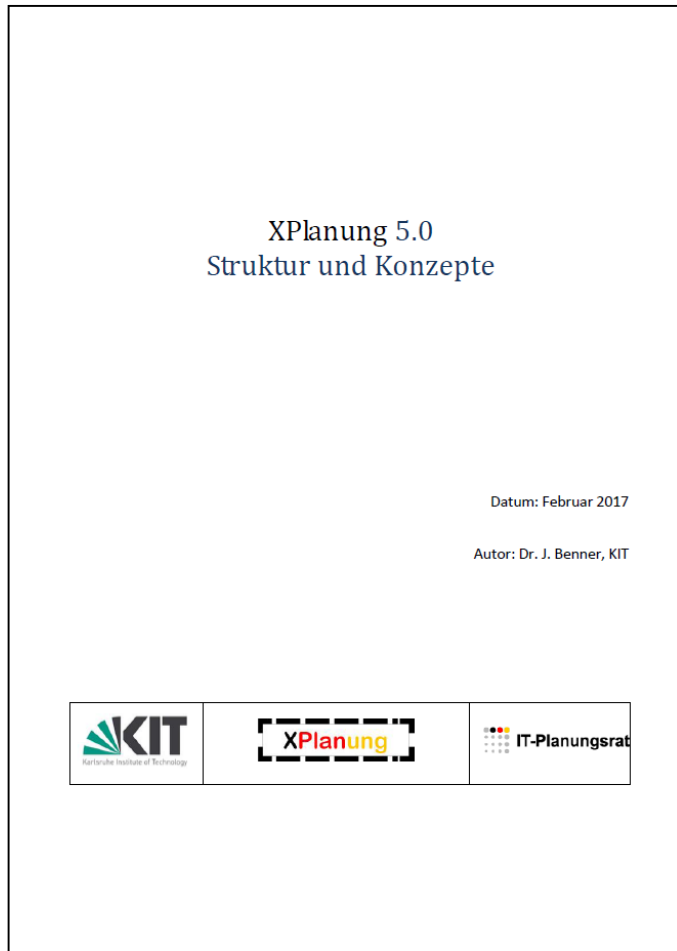 XPlanung 5.0
Struktur und Konzepte
Datum: Februar 2017
Autor: Dr. J. Benner, KIT
KIT
Karlsruhe Institute of Technology
XPlanung
IT-Planungsrat